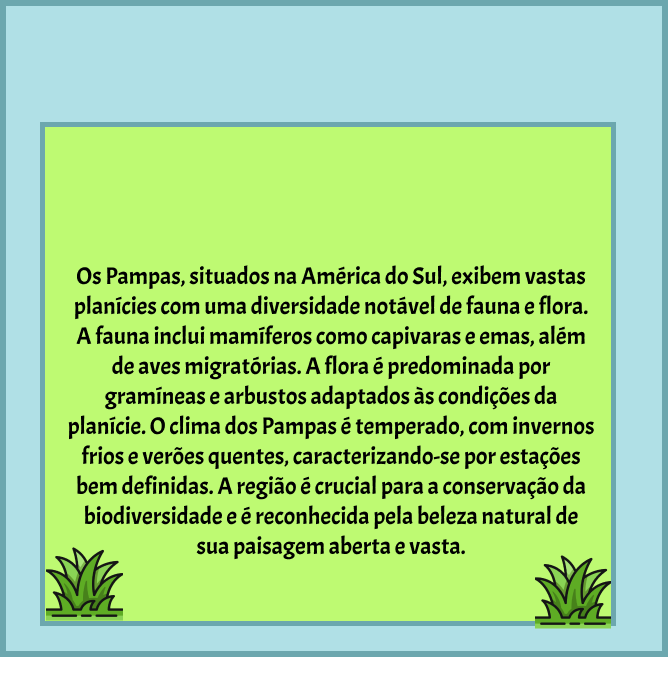 Os Pampas, situados na América do Sul, exibem vastas
planícies com uma diversidade notável de fauna e flora.
A fauna inclui mamíferos como capivaras e emas, além
de aves migratórias. A flora é predominada por
gramíneas e arbustos adaptados às condições da
planície. O clima dos Pampas é temperado, com invernos
frios e verões quentes, caracterizando-se por estações
bem definidas. A região é crucial para a conservação da
biodiversidade e é reconhecida pela beleza natural de
sua paisagem aberta e vasta.